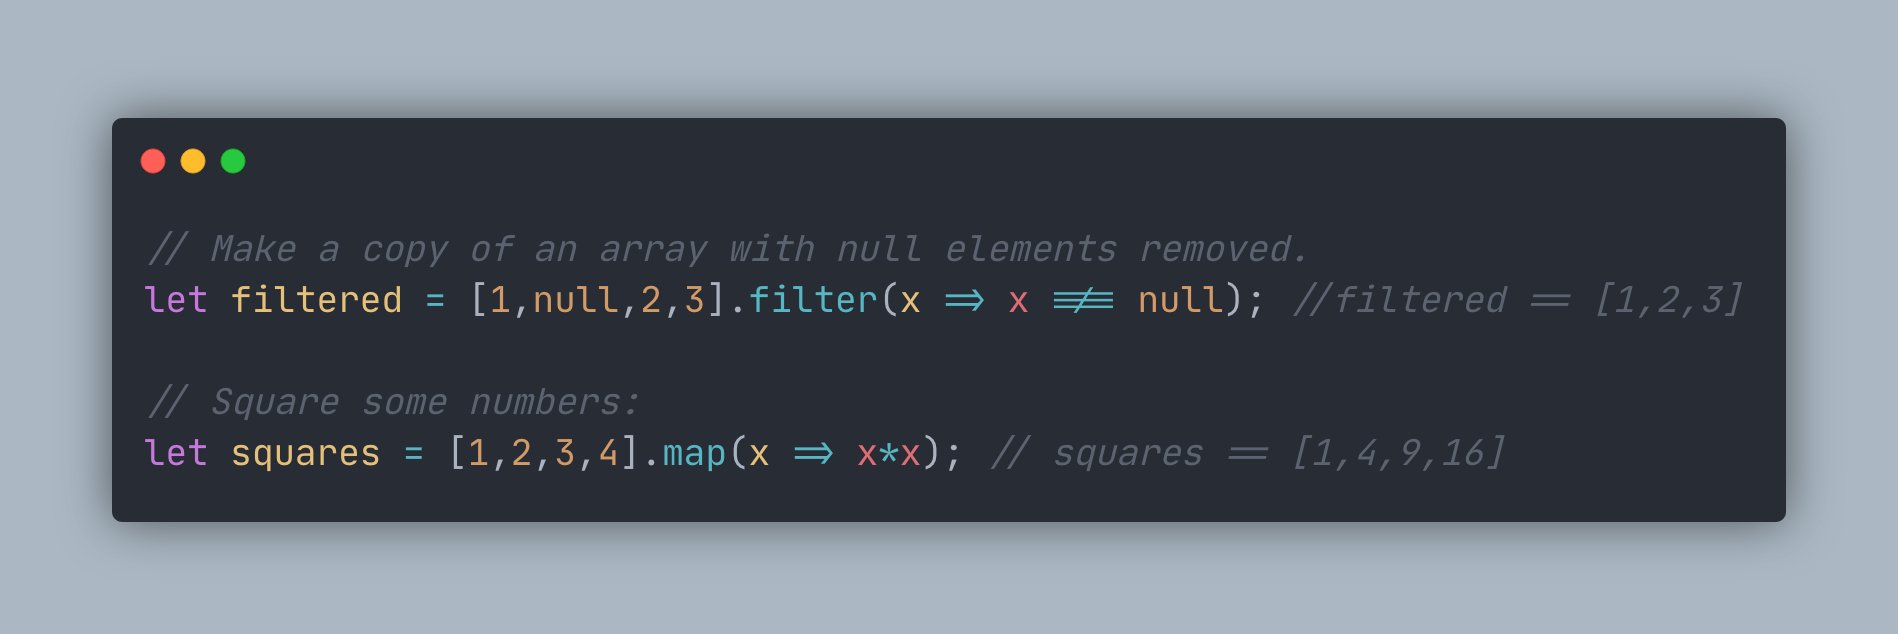 // Make a copy of an array with null elements removed.
let filtered = [1,null,2,3].filter(x => x !== null); //filtered == [1,2,3]
// Square some numbers:
let squares = [1,2,3,4].map(x => x*x); // squares == [1,4,9,16]